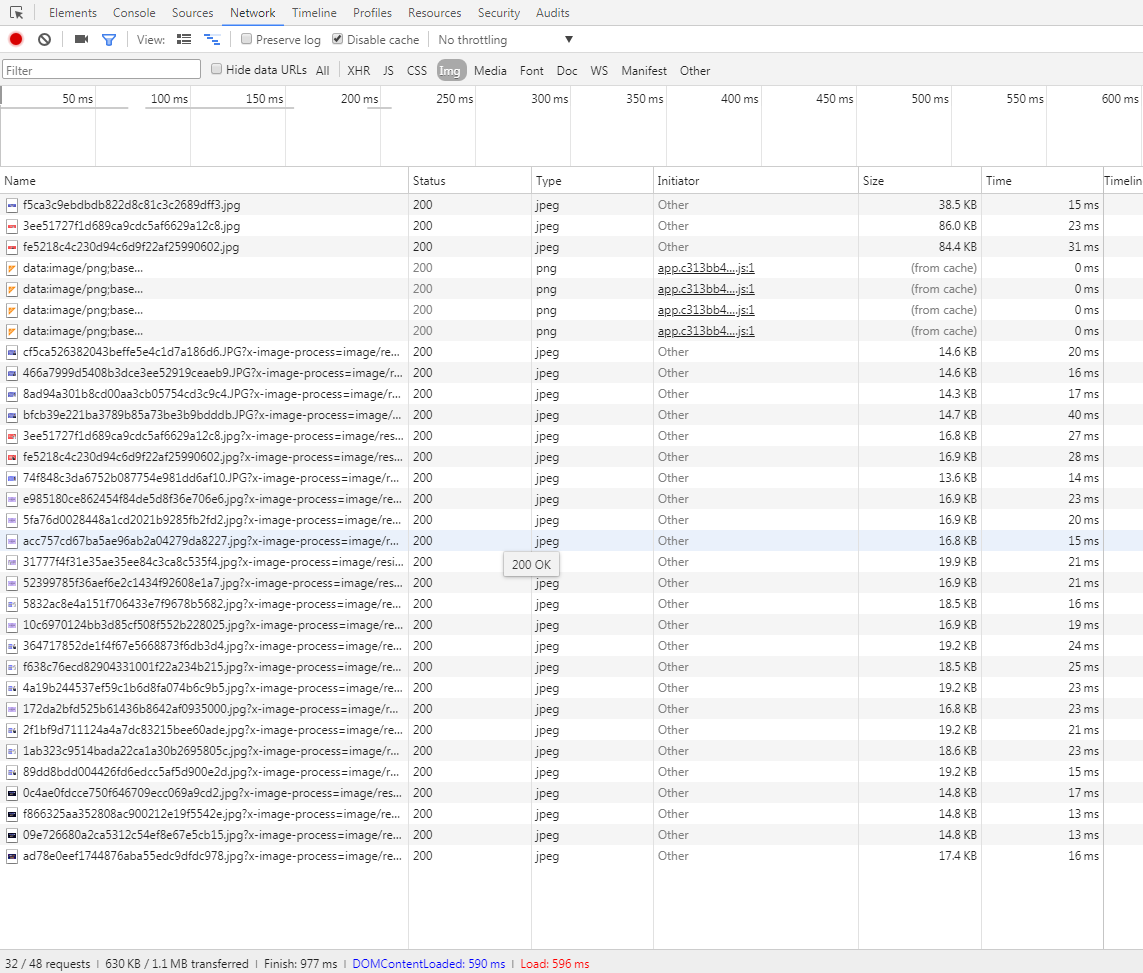 Elements Console Sources Network Timeline Profiles Resources Security Audits
View: Preserve log Disable cache No throttling
Filter Hide data URLs All XHR JS CSS Img Media Font Doc WS Manifest Other
50 ms 100 ms 150 ms 200 ms 250 ms 300 ms 350 ms 400 ms 450 ms 500 ms 550 ms 600 ms
Name Status Type Initiator Size Time Timelin
f5ca3c9ebdbdb822d8c81c3c2689dff3.jpg 200 jpeg Other 38.5 KB 15 ms
3ee51727f1d689ca9cdc5af6629a12c8.jpg 200 jpeg Other 86.0 KB 23 ms
fe5218c4c230d94c6d9f22af25990602.jpg 200 jpeg Other 84.4 KB 31 ms
data:image/png;base... 200 png app.c313bb4....js:1 (from cache) 0 ms
data:image/png;base... 200 png app.c313bb4....js:1 (from cache) 0 ms
data:image/png;base... 200 png app.c313bb4....js:1 (from cache) 0 ms
data:image/png;base... 200 png app.c313bb4....js:1 (from cache) 0 ms
cf5ca526382043beffe5e4c1d7a186d6.JPG?x-image-process=image/re... 200 jpeg Other 14.6 KB 20 ms
466a7999d5408b3dce3ee52919ceaeb9.JPG?x-image-process=image/r... 200 jpeg Other 14.6 KB 16 ms
8ad94a301b8cd00aa3cb05754cd3c9c4.JPG?x-image-process=image/r... 200 jpeg Other 14.3 KB 17 ms
bfcb39e221ba3789b85a73be3b9bdddb.JPG?x-image-process=image/... 200 jpeg Other 14.7 KB 40 ms
3ee51727f1d689ca9cdc5af6629a12c8.jpg?x-image-process=image/res... 200 jpeg Other 16.8 KB 27 ms
fe5218c4c230d94c6d9f22af25990602.jpg?x-image-process=image/res... 200 jpeg Other 16.9 KB 28 ms
74f848c3da6752b087754e981dd6af10.JPG?x-image-process=image/r... 200 jpeg Other 13.6 KB 14 ms
e985180ce862454f84de5d8f36e706e6.jpg?x-image-process=image/re... 200 jpeg Other 16.9 KB 23 ms
5fa76d0028448a1cd2021b9285fb2fd2.jpg?x-image-process=image/re... 200 jpeg Other 16.9 KB 20 ms
acc757cd67ba5ae96ab2a04279da8227.jpg?x-image-process=image/r... 200 jpeg Other 16.8 KB 15 ms
31777f4f31e35ae35ee84c3ca8c535f4.jpg?x-image-process=image/resi... 200 Other 19.9 KB 21 ms
200 OK
52399785f36aef6e2c1434f92608e1a7.jpg?x-image-process=image/re... 200 jpeg Other 16.9 KB 21 ms
5832ac8e4a151f706433e7f9678b5682.jpg?x-image-process=image/re... 200 jpeg Other 18.5 KB 16 ms
10c6970124bb3d85cf508f552b228025.jpg?x-image-process=image/re... 200 jpeg Other 16.9 KB 19 ms
364717852de1f4f67e5668873f6db3d4.jpg?x-image-process=image/re... 200 jpeg Other 19.2 KB 24 ms
f638c76ecd82904331001f22a234b215.jpg?x-image-process=image/re... 200 jpeg Other 18.5 KB 25 ms
4a19b244537ef59c1b6d8fa074b6c9b5.jpg?x-image-process=image/re... 200 jpeg Other 19.2 KB 23 ms
172da2bfd525b61436b8642af0935000.jpg?x-image-process=image/r... 200 jpeg Other 16.8 KB 23 ms
2f1bf9d711124a4a7dc83215bee60ade.jpg?x-image-process=image/re... 200 jpeg Other 19.2 KB 21 ms
1ab323c9514bada22ca1a30b2695805c.jpg?x-image-process=image/r... 200 jpeg Other 18.6 KB 23 ms
89dd8bdd004426fd6edcc5af5d900e2d.jpg?x-image-process=image/r... 200 jpeg Other 19.2 KB 15 ms
0c4ae0fdcce750f646709ecc069a9cd2.jpg?x-image-process=image/res... 200 jpeg Other 14.8 KB 17 ms
f866325aa352808ac900212e19f5542e.jpg?x-image-process=image/res... 200 jpeg Other 14.8 KB 13 ms
09e726680a2ca5312c54ef8e67e5cb15.jpg?x-image-process=image/re... 200 jpeg Other 14.8 KB 13 ms
ad78e0eef1744876aba55edc9dfdc978.jpg?x-image-process=image/re... 200 jpeg Other 17.4 KB 16 ms
32 / 48 requests | 630 KB / 1.1 MB transferred | Finish: 977 ms | DOMContentLoaded: 590 ms | Load: 596 ms